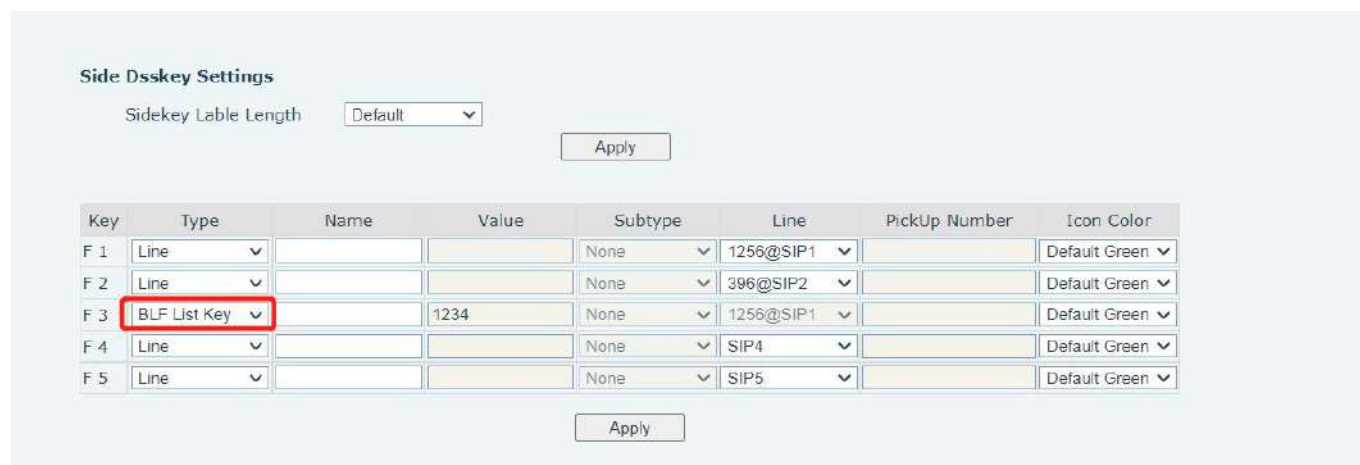 Side Dsskey Settings
Sidekey Lable Length Default
Apply
Key Type Name Value Subtype Line PickUp Number Icon Color
F 1 Line None 1256@SIP1 Default Green
F 2 Line None 396@SIP2 Default Green
F 3 BLF List Key 1234 None 1256@SIP1 Default Green
F 4 Line None SIP4 Default Green
F 5 Line None SIP5 Default Green
Apply